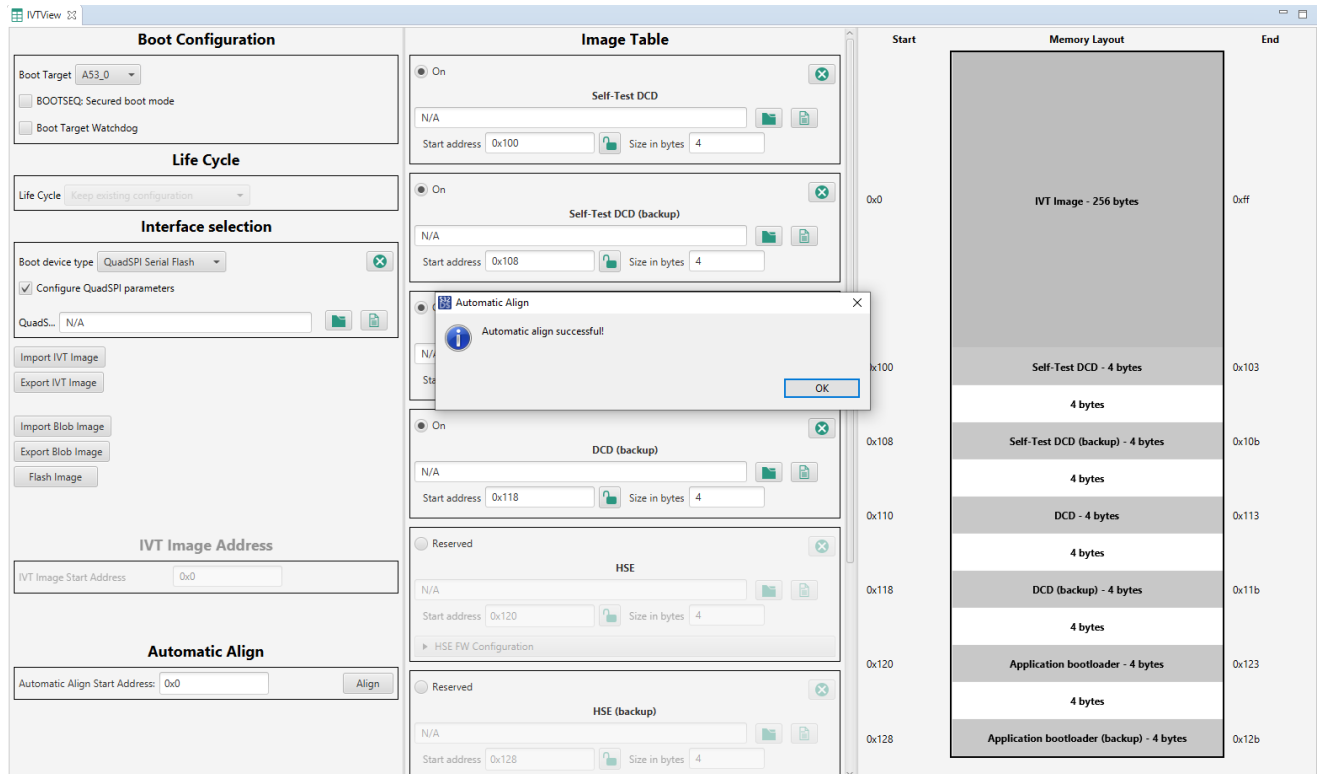 IVTView
Boot Configuration
Boot Target A53_0
BOOTSEQ: Secured boot mode
Boot Target Watchdog
Life Cycle
Life Cycle Keep existing configuration
Interface selection
Boot device type QuadSPI Serial Flash
Configure QuadSPI parameters
QuadS... N/A
Import IVT Image
Export IVT Image
Import Blob Image
Export Blob Image
Flash Image
IVT Image Address
IVT Image Start Address 0x0
Automatic Align
Automatic Align Start Address: 0x0 Align
Image Table
On
Self-Test DCD
N/A
Start address 0x100 Size in bytes 4
On
Self-Test DCD (backup)
N/A
Start address 0x108 Size in bytes 4
Automatic Align
Automatic align successful!
OK
On
DCD (backup)
N/A
Start address 0x118 Size in bytes 4
Reserved
HSE
N/A
Start address 0x120 Size in bytes 4
HSE FW Configuration
Reserved
HSE (backup)
N/A
Start address 0x128 Size in bytes 4
Start Memory Layout End
0x0 IVT Image - 256 bytes 0xff
x100 Self-Test DCD - 4 bytes 0x103
4 bytes
0x108 Self-Test DCD (backup) - 4 bytes 0x10b
4 bytes
0x110 DCD - 4 bytes 0x113
4 bytes
0x118 DCD (backup) - 4 bytes 0x11b
4 bytes
0x120 Application bootloader - 4 bytes 0x123
4 bytes
0x128 Application bootloader (backup) - 4 bytes 0x12b